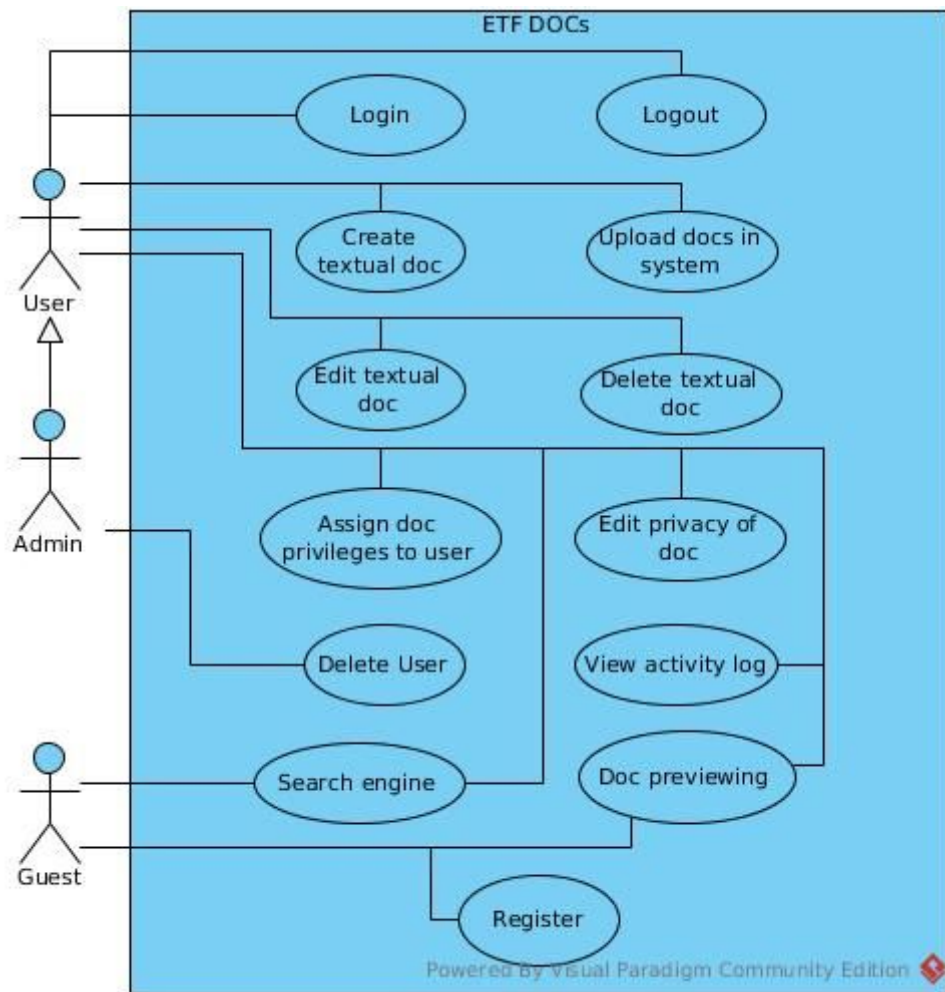 ETF DOCs
Login
Logout
Create
textual doc
Upload docs in
system
User
Edit textual
doc
Delete textual
doc
Admin
Assign doc
privileges to user
Edit privacy of
doc
Delete User
View activity log
Search engine
Doc previewing
Guest
Register
Powered By Visual Paradigm Community Edition